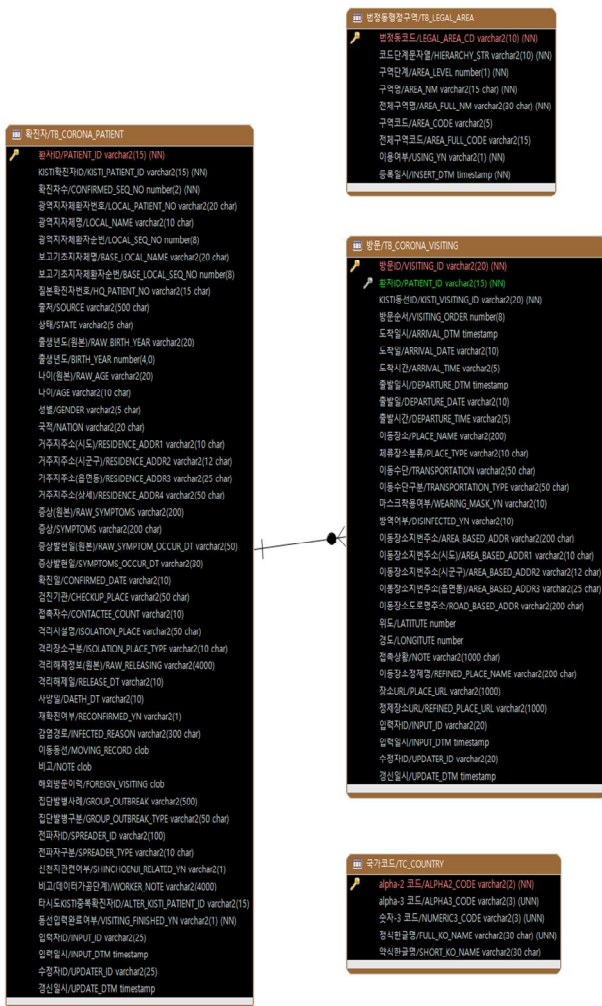 확진자/TB_CORONA_PATIENT
환자ID/PATIENT_ID varchar2(15) (NN)
KISTI확진자ID/KISTI_PATIENT_ID varchar2(15) (NN)
확진자수/CONFIRMED_SEQ_NO number(2) (NN)
광역지자체환자번호/LOCAL_PATIENT_NO varchar2(20 char)
광역지자체명/LOCAL_NAME varchar2(10 char)
광역지자체환자순번/LOCAL_SEQ_NO number(8)
보고기초지자체명/BASE_LOCAL_NAME varchar2(20 char)
보고기초지자체환자순번/BASE_LOCAL_SEQ_NO number(8)
질본확진자번호/HQ_PATIENT_NO varchar2(15 char)
출처/SOURCE varchar2(500 char)
상태/STATE varchar2(5 char)
출생년도(원본)/RAW_BIRTH_YEAR varchar2(20)
출생년도/BIRTH_YEAR number(4,0)
나이(원본)/RAW_AGE varchar2(20)
나이/AGE varchar2(10 char)
성별/GENDER varchar2(5 char)
국적/NATION varchar2(20 char)
거주지주소(시도)/RESIDENCE_ADDR1 varchar2(10 char)
거주지주소(시군구)/RESIDENCE_ADDR2 varchar2(12 char)
거주지주소(읍면동)/RESIDENCE_ADDR3 varchar2(25 char)
거주지주소(상세)/RESIDENCE_ADDR4 varchar2(50 char)
증상(원본)/RAW_SYMPTOMS varchar2(200)
증상/SYMPTOMS varchar2(200 char)
증상발현일(원본)/RAW_SYMPTOM_OCCUR_DT varchar2(50)
증상발현일/SYMPTOMS_OCCUR_DT varchar2(30)
확진일/CONFIRMED_DATE varchar2(10)
검진기관/CHECKUP_PLACE varchar2(50 char)
접촉자수/CONTACTEE_COUNT varchar2(10)
격리시설명/ISOLATION_PLACE varchar2(50 char)
격리장소구분/ISOLATION_PLACE_TYPE varchar2(10 char)
격리해제정보(원본)/RAW_RELEASING varchar2(4000)
격리해제일/RELEASE_DT varchar2(10)
사망일/DAETH_DT varchar2(10)
재확진여부/RECONFIRMED_YN varchar2(1)
감염경로/INFECTED_REASON varchar2(300 char)
이동동선/MOVING_RECORD clob
비고/NOTE clob
해외방문이력/FOREIGN_VISITING clob
집단발병사례/GROUP_OUTBREAK varchar2(500)
집단발병구분/GROUP_OUTBREAK_TYPE varchar2(50 char)
전파자ID/SPREADER_ID varchar2(100)
전파자구분/SPREADER_TYPE varchar2(10 char)
신천지관련여부/SHINCHOENJI_RELATED_YN varchar2(1)
비고(데이터가공단계)/WORKER_NOTE varchar2(4000)
타시도KISTI중복확진자ID/ALTER_KISTI_PATIENT_ID varchar2(15)
동선입력완료여부/VISITING_FINISHED_YN varchar2(1) (NN)
입력자ID/INPUT_ID varchar2(25)
입력일시/INPUT_DTM timestamp
수정자ID/UPDATER_ID varchar2(25)
갱신일시/UPDATE_DTM timestamp
법정동행정구역/TB_LEGAL_AREA
법정동코드/LEGAL_AREA_CD varchar2(10) (NN)
코드단계문자열/HIERARCHY_STR varchar2(10) (NN)
구역단계/AREA_LEVEL number(1) (NN)
구역명/AREA_NM varchar2(15 char) (NN)
전체구역명/AREA_FULL_NM varchar2(30 char) (NN)
구역코드/AREA_CODE varchar2(5)
전체구역코드/AREA_FULL_CODE varchar2(15)
이용여부/USING_YN varchar2(1) (NN)
등록일시/INSERT_DTM timestamp (NN)
방문/TB_CORONA_VISITING
방문ID/VISITING_ID varchar2(20) (NN)
환자ID/PATIENT_ID varchar2(15) (NN)
KISTI동선ID/KISTI_VISITING_ID varchar2(20) (NN)
방문순서/VISITING_ORDER number(8)
도착일시/ARRIVAL_DTM timestamp
도착일/ARRIVAL_DATE varchar2(10)
도착시간/ARRIVAL_TIME varchar2(5)
출발일시/DEPARTURE_DTM timestamp
출발일/DEPARTURE_DATE varchar2(10)
출발시간/DEPARTURE_TIME varchar2(5)
이동장소/PLACE_NAME varchar2(200)
체류장소분류/PLACE_TYPE varchar2(10 char)
이동수단/TRANSPORTATION varchar2(50 char)
이동수단구분/TRANSPORTATION_TYPE varchar2(50 char)
마스크착용여부/WEARING_MASK_YN varchar2(10)
방역여부/DISINFECTED_YN varchar2(10)
이동장소지번주소/AREA_BASED_ADDR varchar2(200 char)
이동장소지번주소(시도)/AREA_BASED_ADDR1 varchar2(10 char)
이동장소지번주소(시군구)/AREA_BASED_ADDR2 varchar2(12 char)
이동장소지번주소(읍면동)/AREA_BASED_ADDR3 varchar2(25 char)
이동장소도로명주소/ROAD_BASED_ADDR varchar2(200 char)
위도/LATITUTE number
경도/LONGITUTE number
접촉상황/NOTE varchar2(1000 char)
이동장소정제명/REFINED_PLACE_NAME varchar2(200 char)
장소URL/PLACE_URL varchar2(1000)
정제장소URL/REFINED_PLACE_URL varchar2(1000)
입력자ID/INPUT_ID varchar2(20)
입력일시/INPUT_DTM timestamp
수정자ID/UPDATER_ID varchar2(20)
갱신일시/UPDATE_DTM timestamp
국가코드/TC_COUNTRY
alpha-2 코드/ALPHA2_CODE varchar2(2) (NN)
alpha-3 코드/ALPHA3_CODE varchar2(3) (UNN)
숫자-3 코드/NUMERIC3_CODE varchar2(3) (UNN)
정식한글명/FULL_KO_NAME varchar2(30 char) (UNN)
약식한글명/SHORT_KO_NAME varchar2(30 char)